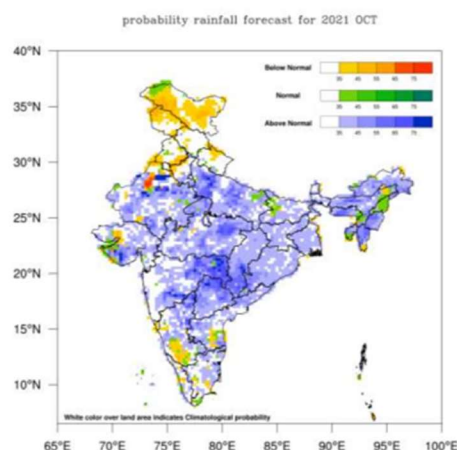 probability rainfall forecast for 2021 OCT
40°N
35°N
30°N
25°N
20°N
15°N
10°N
Below Normal
35 45 55 65 75
Normal
35 45 55 65 75
Above Normal
35 45 55 65 75
White color over land area indicates Climatological probability
65°E 70°E 75°E 80°E 85°E 90°E 95°E 100°E